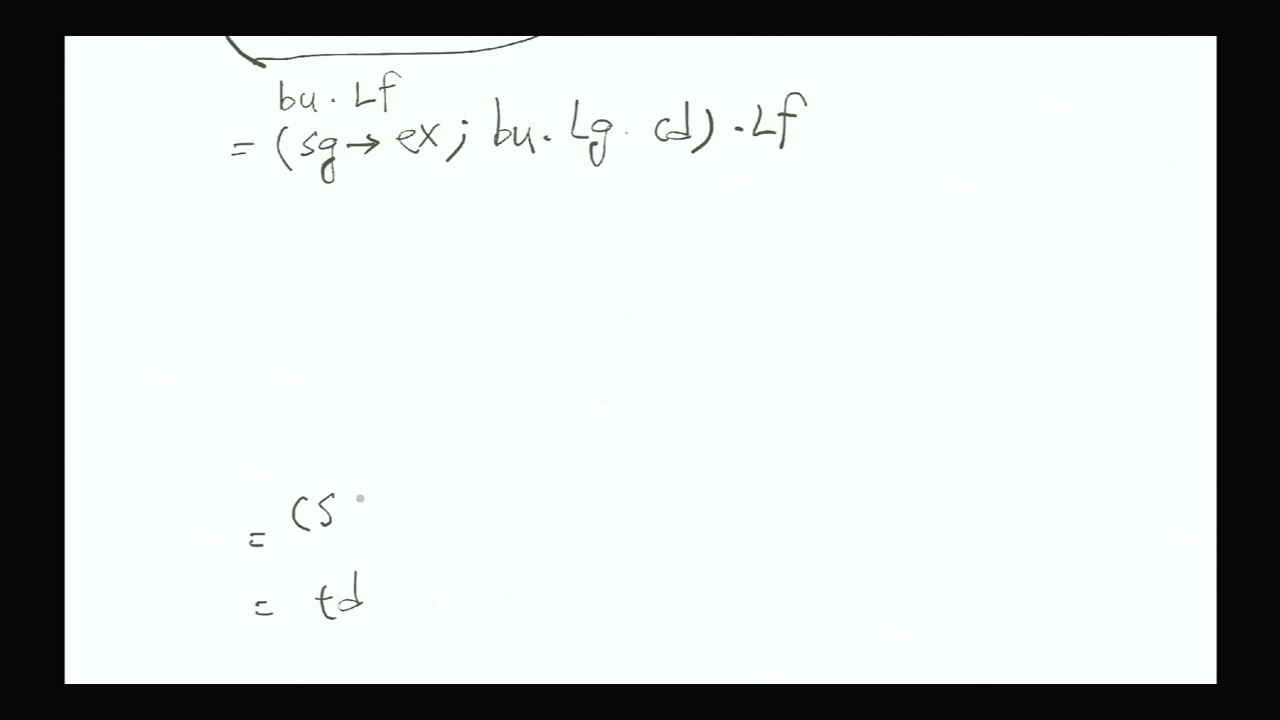 bu · Lf
= (sg → ex ; bu · Lg · cd) · Lf
= (s
= td